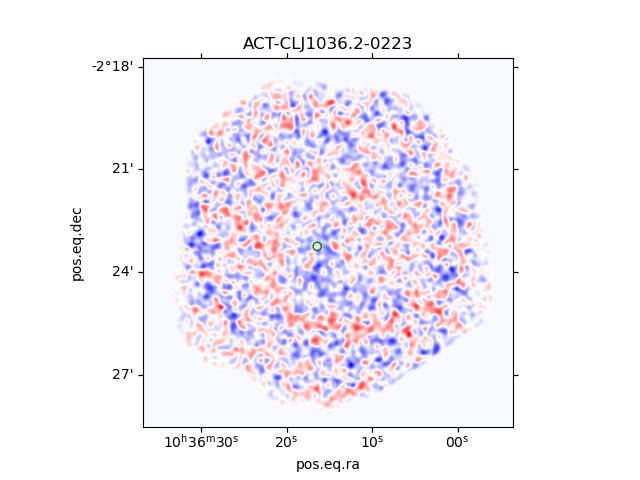 ACT-CLJ1036.2-0223
-2°18'
21'
24'
27'
pos.eq.dec
10ʰ36ᵐ30ˢ 20ˢ 10ˢ 00ˢ
pos.eq.ra